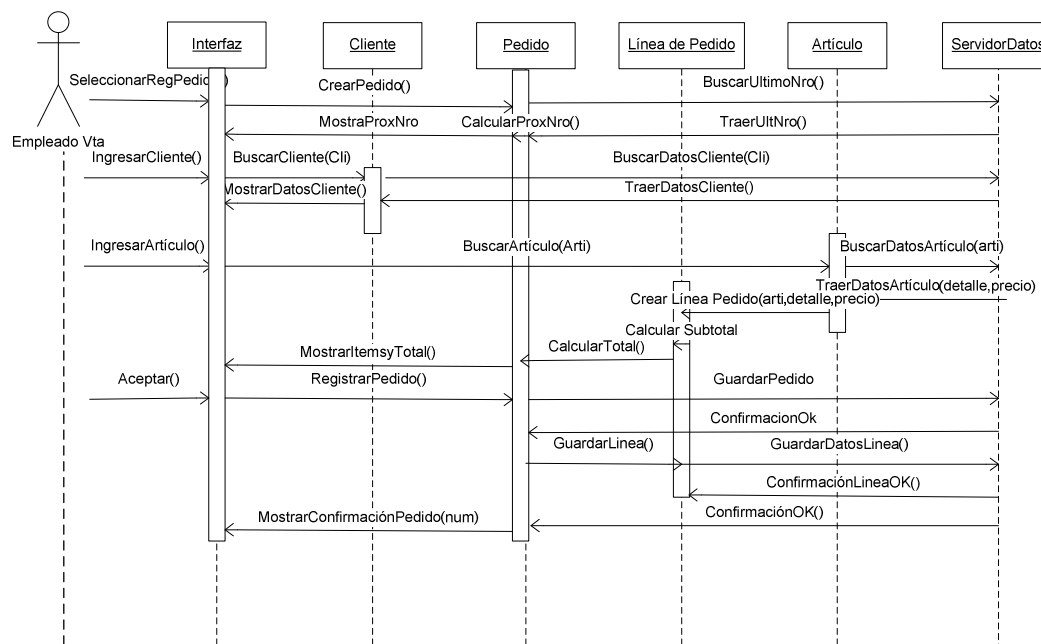 Interfaz
Cliente
Pedido
Línea de Pedido
Artículo
ServidorDatos
SeleccionarRegPedido()
CrearPedido()
BuscarUltimoNro()
MostraProxNro
CalcularProxNro()
TraerUltNro()
Empleado Vta
IngresarCliente()
BuscarCliente(Cli)
BuscarDatosCliente(Cli)
MostrarDatosCliente()
TraerDatosCliente()
IngresarArtículo()
BuscarArtículo(Arti)
BuscarDatosArtículo(arti)
TraerDatosArtículo(detalle,precio)
Crear Línea Pedido(arti,detalle,precio)
Calcular Subtotal
MostrarItemsyTotal()
CalcularTotal()
Aceptar()
RegistrarPedido()
GuardarPedido
ConfirmacionOk
GuardarLinea()
GuardarDatosLinea()
ConfirmaciónLineaOK()
MostrarConfirmaciónPedido(num)
ConfirmaciónOK()